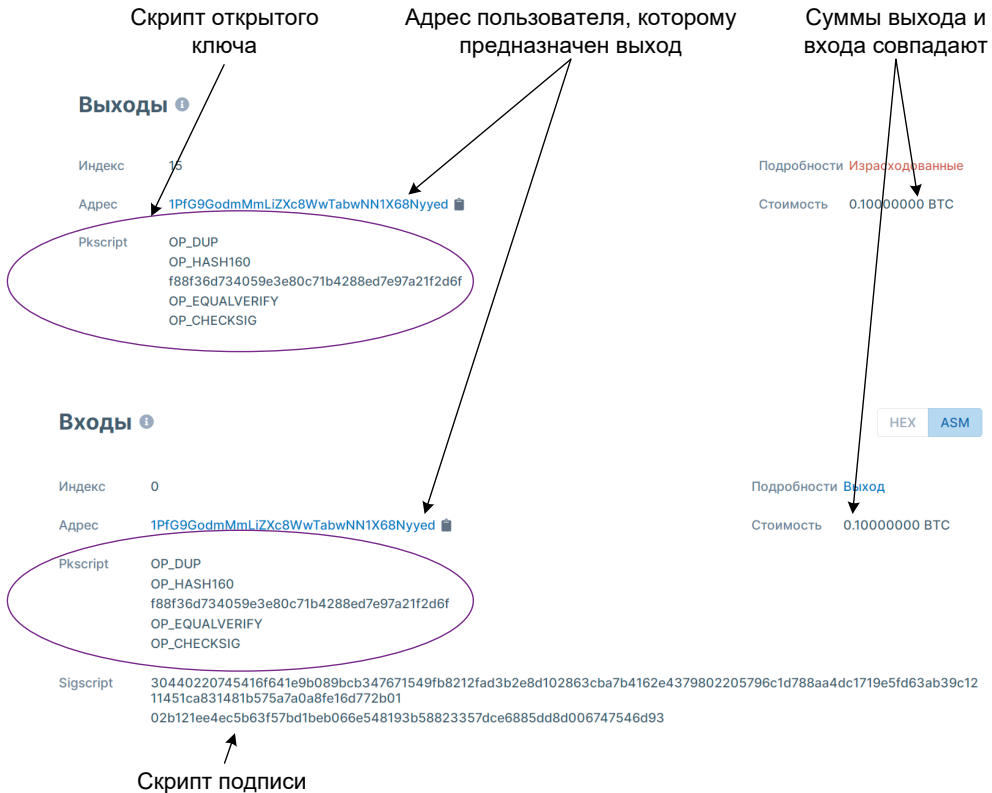 Скрипт открытого
ключа
Адрес пользователя, которому
предназначен выход
Суммы выхода и
входа совпадают
Выходы
Индекс 15 Подробности Израсходованные
Адрес 1PfG9GodmMmLiZXc8WwTabwNN1X68Nyyed Стоимость 0.10000000 BTC
Pkscript OP_DUP
OP_HASH160
f88f36d734059e3e80c71b4288ed7e97a21f2d6f
OP_EQUALVERIFY
OP_CHECKSIG
Входы HEX ASM
Индекс 0 Подробности Выход
Адрес 1PfG9GodmMmLiZXc8WwTabwNN1X68Nyyed Стоимость 0.10000000 BTC
Pkscript OP_DUP
OP_HASH160
f88f36d734059e3e80c71b4288ed7e97a21f2d6f
OP_EQUALVERIFY
OP_CHECKSIG
Sigscript 30440220745416f641e9b089bcb347671549fb8212fad3b2e8d102863cba7b4162e4379802205796c1d788aa4dc1719e5fd63ab39c12
11451ca831481b575a7a0a8fe16d772b01
02b121ee4ec5b63f57bd1beb066e548193b58823357dce6885dd8d006747546d93
Скрипт подписи